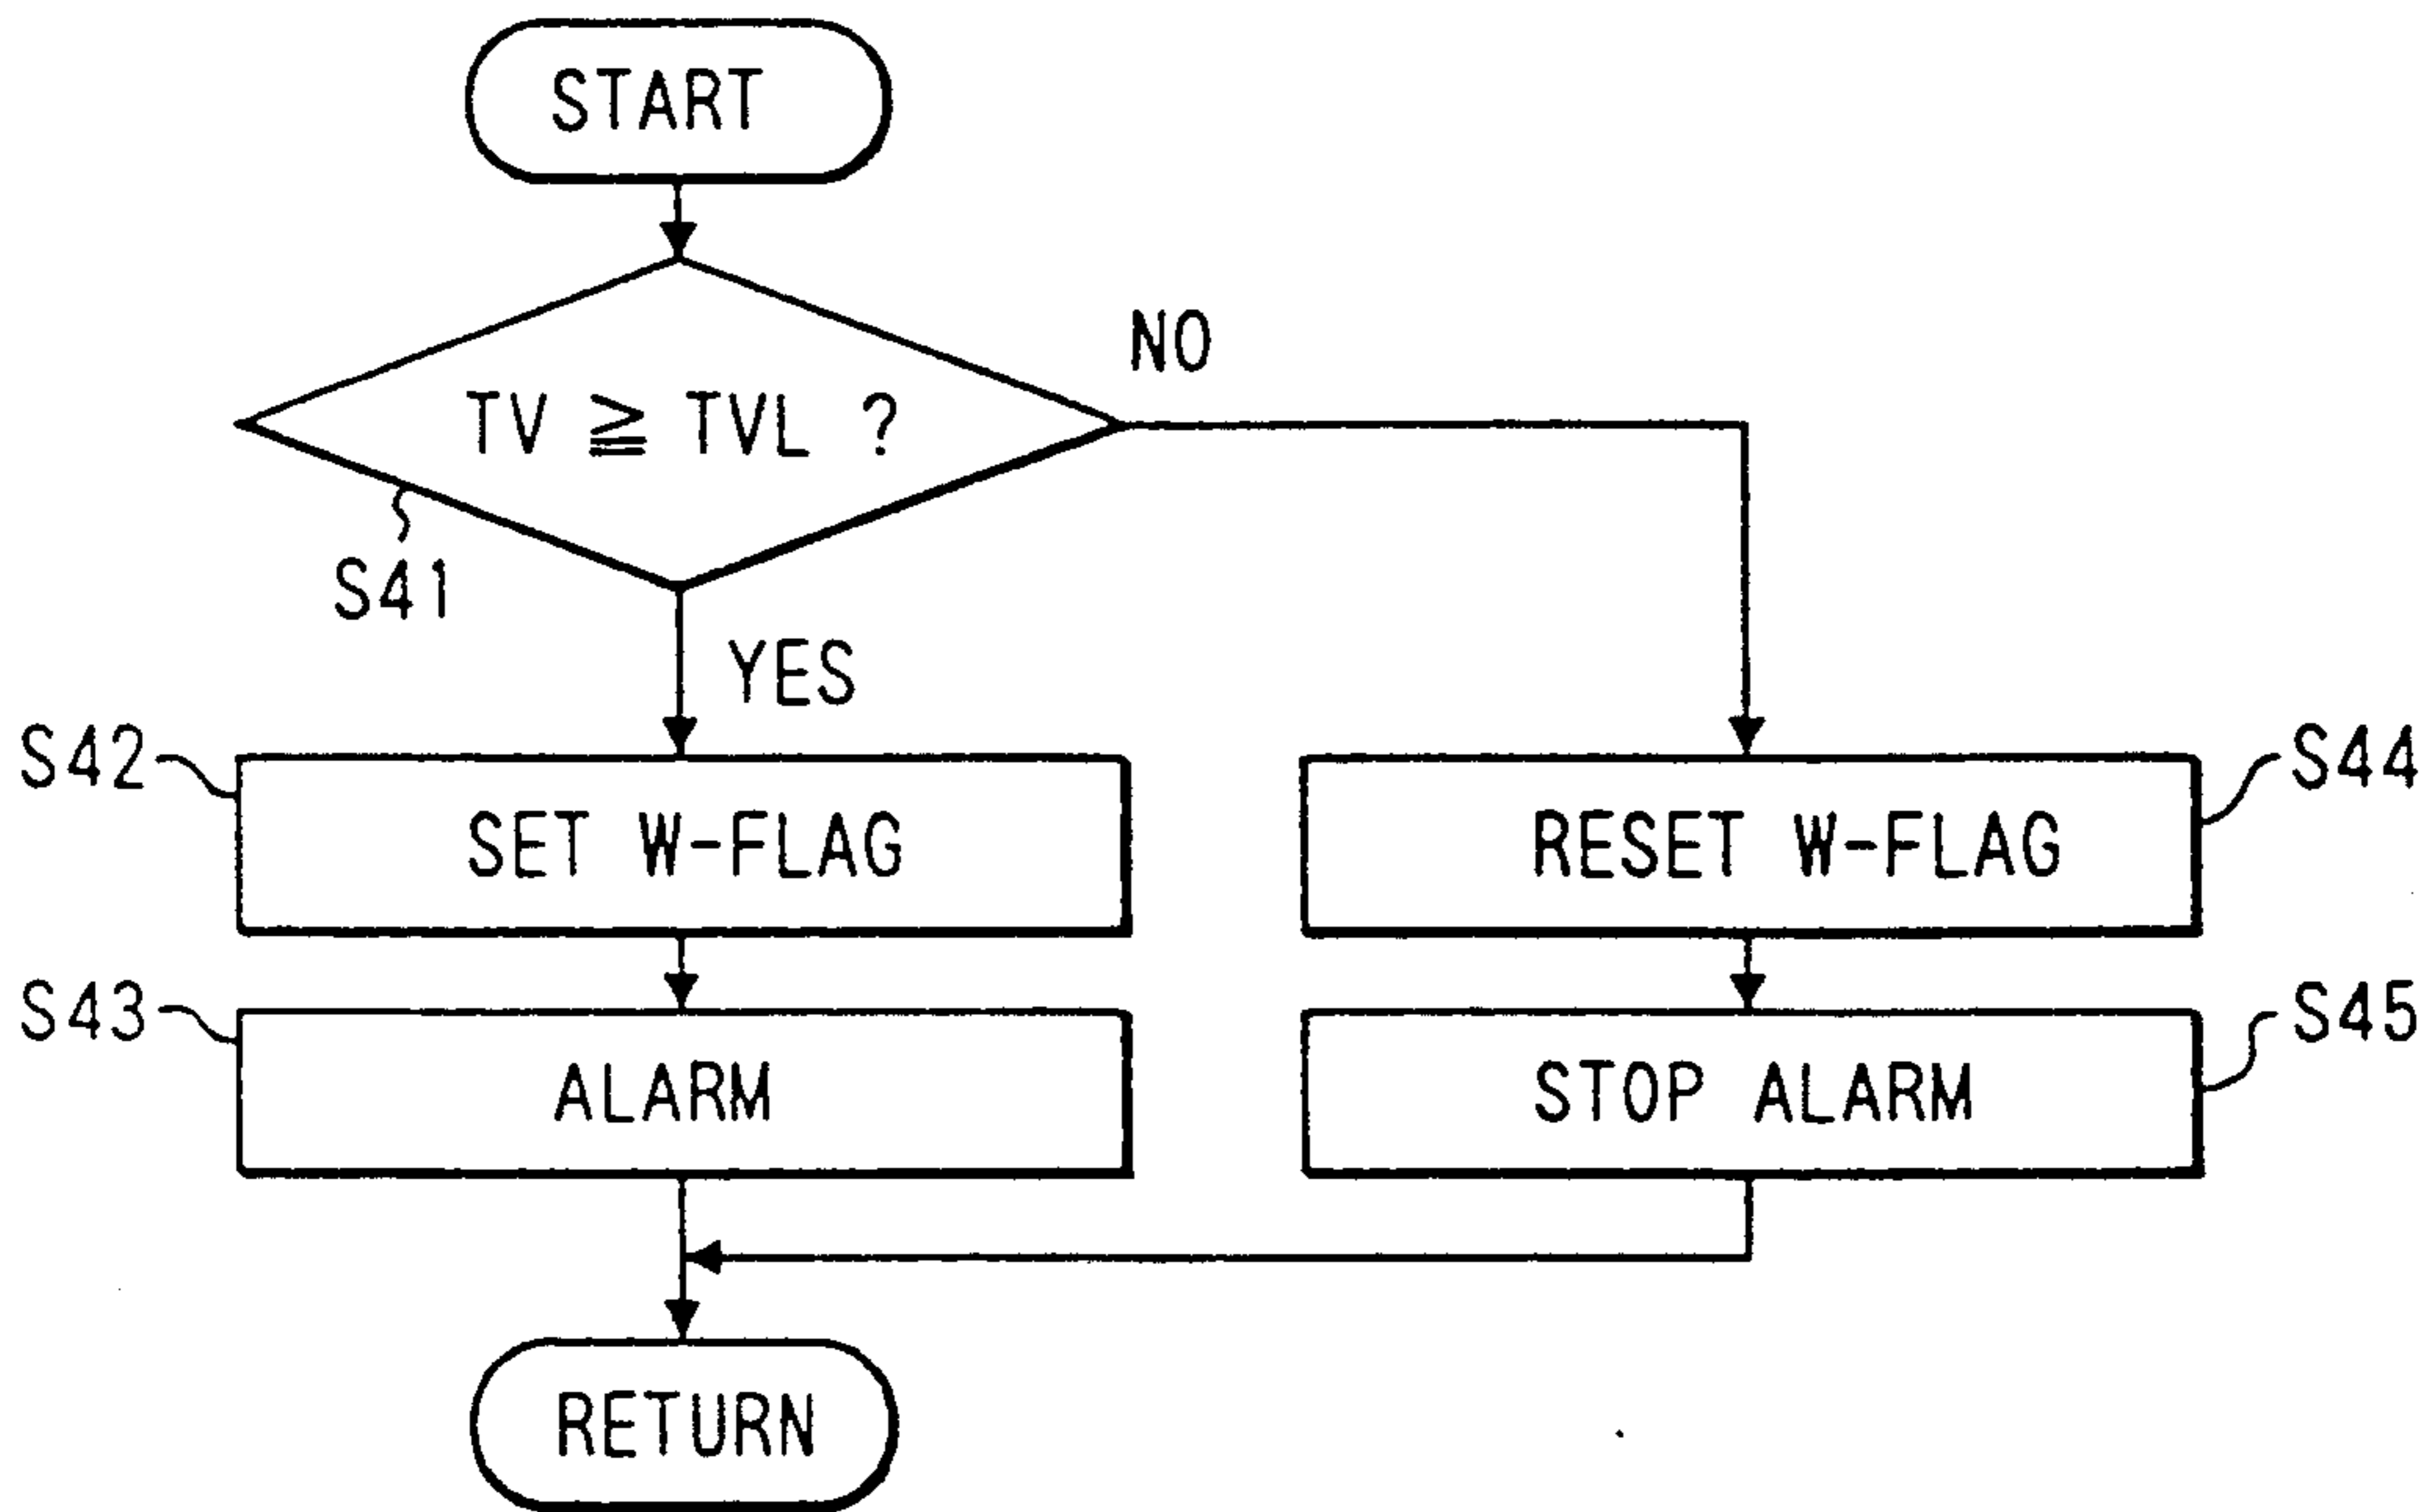 START
TV ≧ TVL ?
NO
S41
YES
S42
SET W-FLAG
RESET W-FLAG
S44
S43
ALARM
STOP ALARM
S45
RETURN